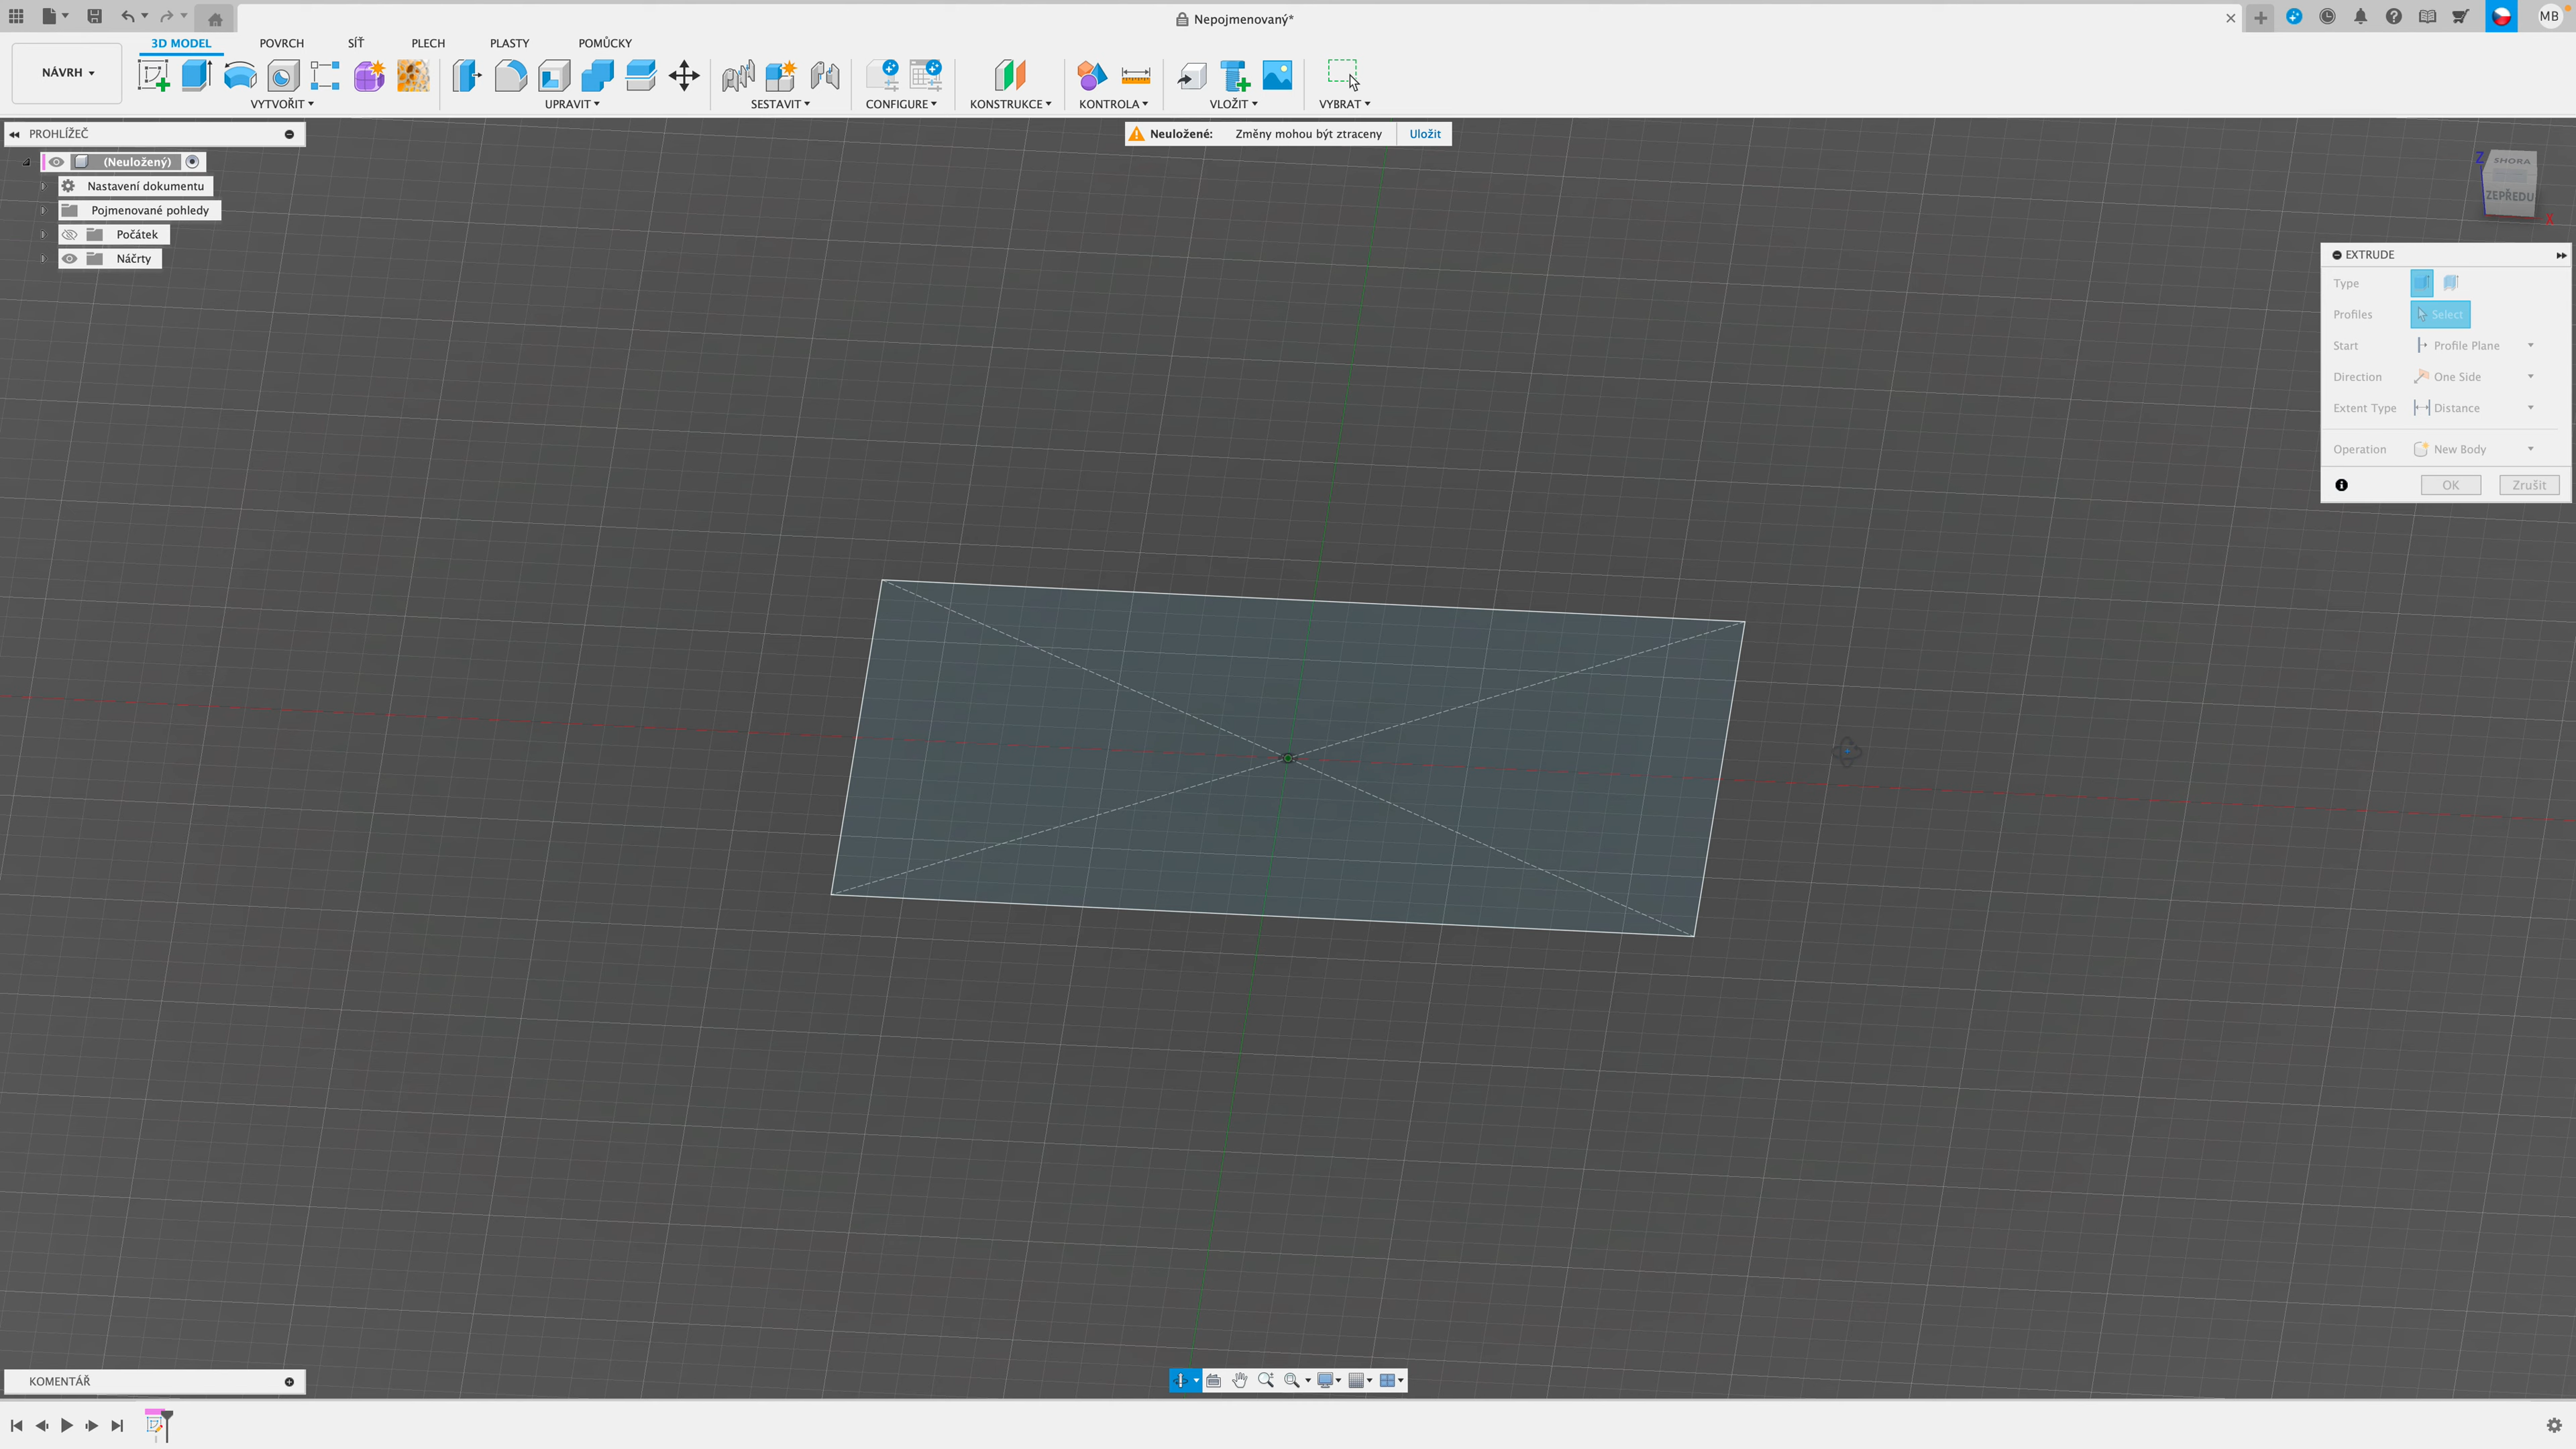 Nepojmenovaný*
MB
NÁVRH
3D MODEL
POVRCH
SÍŤ
PLECH
PLASTY
POMŮCKY
VYTVOŘIT
UPRAVIT
SESTAVIT
CONFIGURE
KONSTRUKCE
KONTROLA
VLOŽIT
VYBRAT
PROHLÍŽEČ
(Neuložený)
Nastavení dokumentu
Pojmenované pohledy
Počátek
Náčrty
Neuložené: Změny mohou být ztraceny Uložit
Z
SHORA
ZEPŘEDU
X
EXTRUDE
Type
Profiles Select
Start Profile Plane
Direction One Side
Extent Type Distance
Operation New Body
OK Zrušit
KOMENTÁŘ